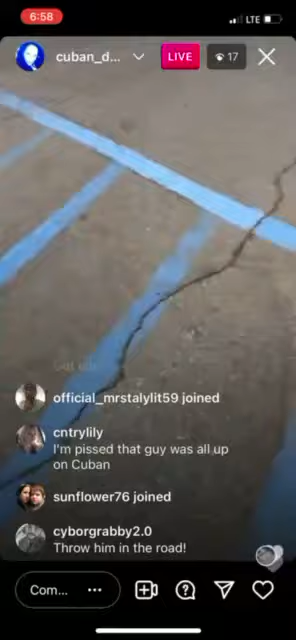 6:58
LTE
cuban_d...
LIVE
17
official_mrstalylit59 joined
cntrylily
I'm pissed that guy was all up
on Cuban
sunflower76 joined
cyborgrabby2.0
Throw him in the road!
Com...